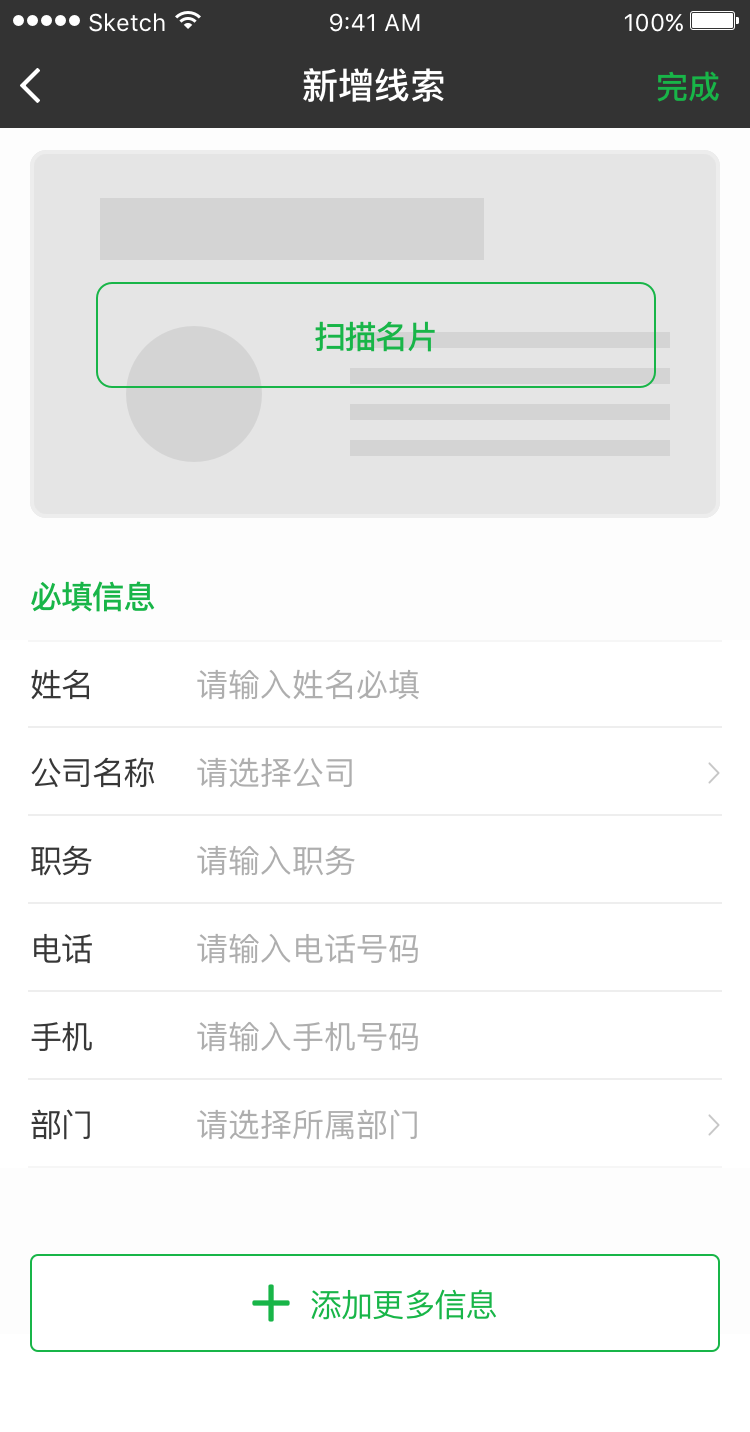 Sketch 9:41 AM 100%
新增线索 完成
扫描名片
必填信息
姓名 请输入姓名必填
公司名称 请选择公司
职务 请输入职务
电话 请输入电话号码
手机 请输入手机号码
部门 请选择所属部门
添加更多信息